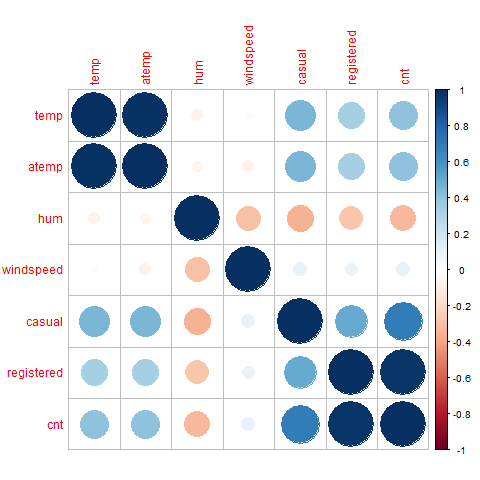 temp
atemp
hum
windspeed
casual
registered
cnt
temp
atemp
hum
windspeed
casual
registered
cnt
1
0.8
0.6
0.4
0.2
0
-0.2
-0.4
-0.6
-0.8
-1